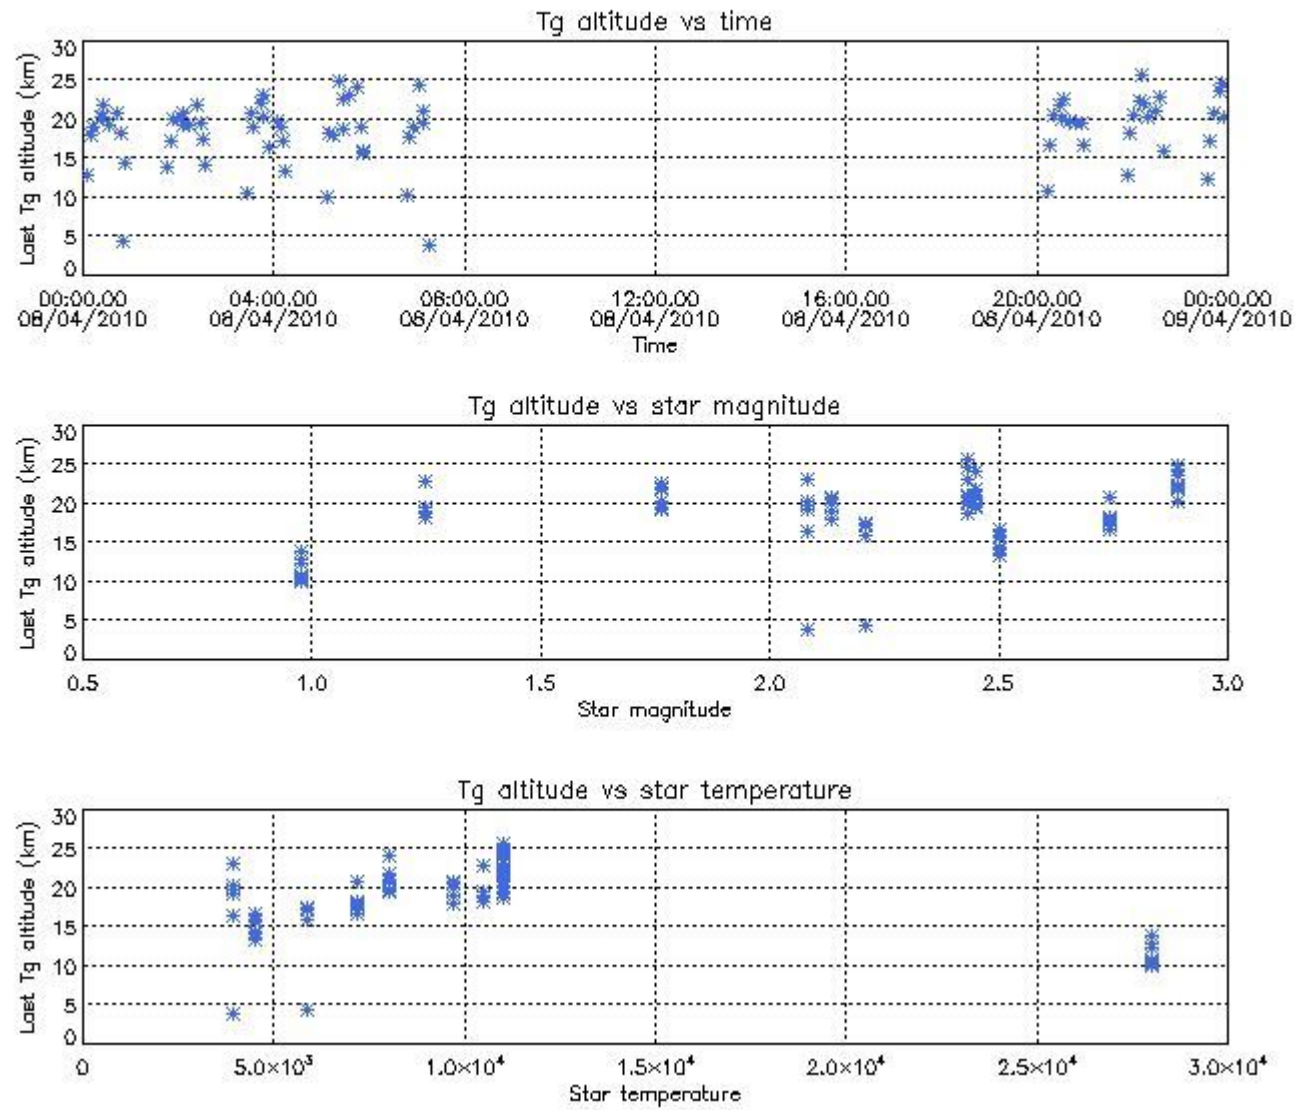 Tg altitude vs time
Last Tg altitude (km)
30
25
20
15
10
5
0
00:00.00 04:00.00 08:00.00 12:00.00 16:00.00 20:00.00 00:00.00
08/04/2010 08/04/2010 08/04/2010 08/04/2010 08/04/2010 08/04/2010 09/04/2010
Time
Tg altitude vs star magnitude
Last Tg altitude (km)
30
25
20
15
10
5
0
0.5 1.0 1.5 2.0 2.5 3.0
Star magnitude
Tg altitude vs star temperature
Last Tg altitude (km)
30
25
20
15
10
5
0
0 5.0×10³ 1.0×10⁴ 1.5×10⁴ 2.0×10⁴ 2.5×10⁴ 3.0×10⁴
Star temperature